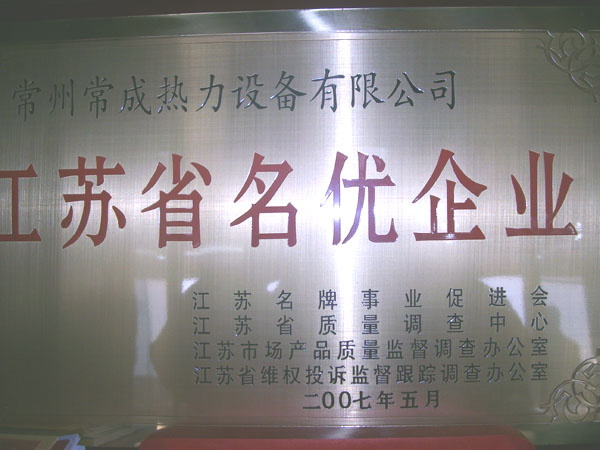 常州常成热力设备有限公司
江苏省名优企业
江苏名牌事业促进会
江苏省质量调查中心
江苏市场产品质量监督调查办公室
江苏省维权投诉监督跟踪调查办公室
二00七年五月